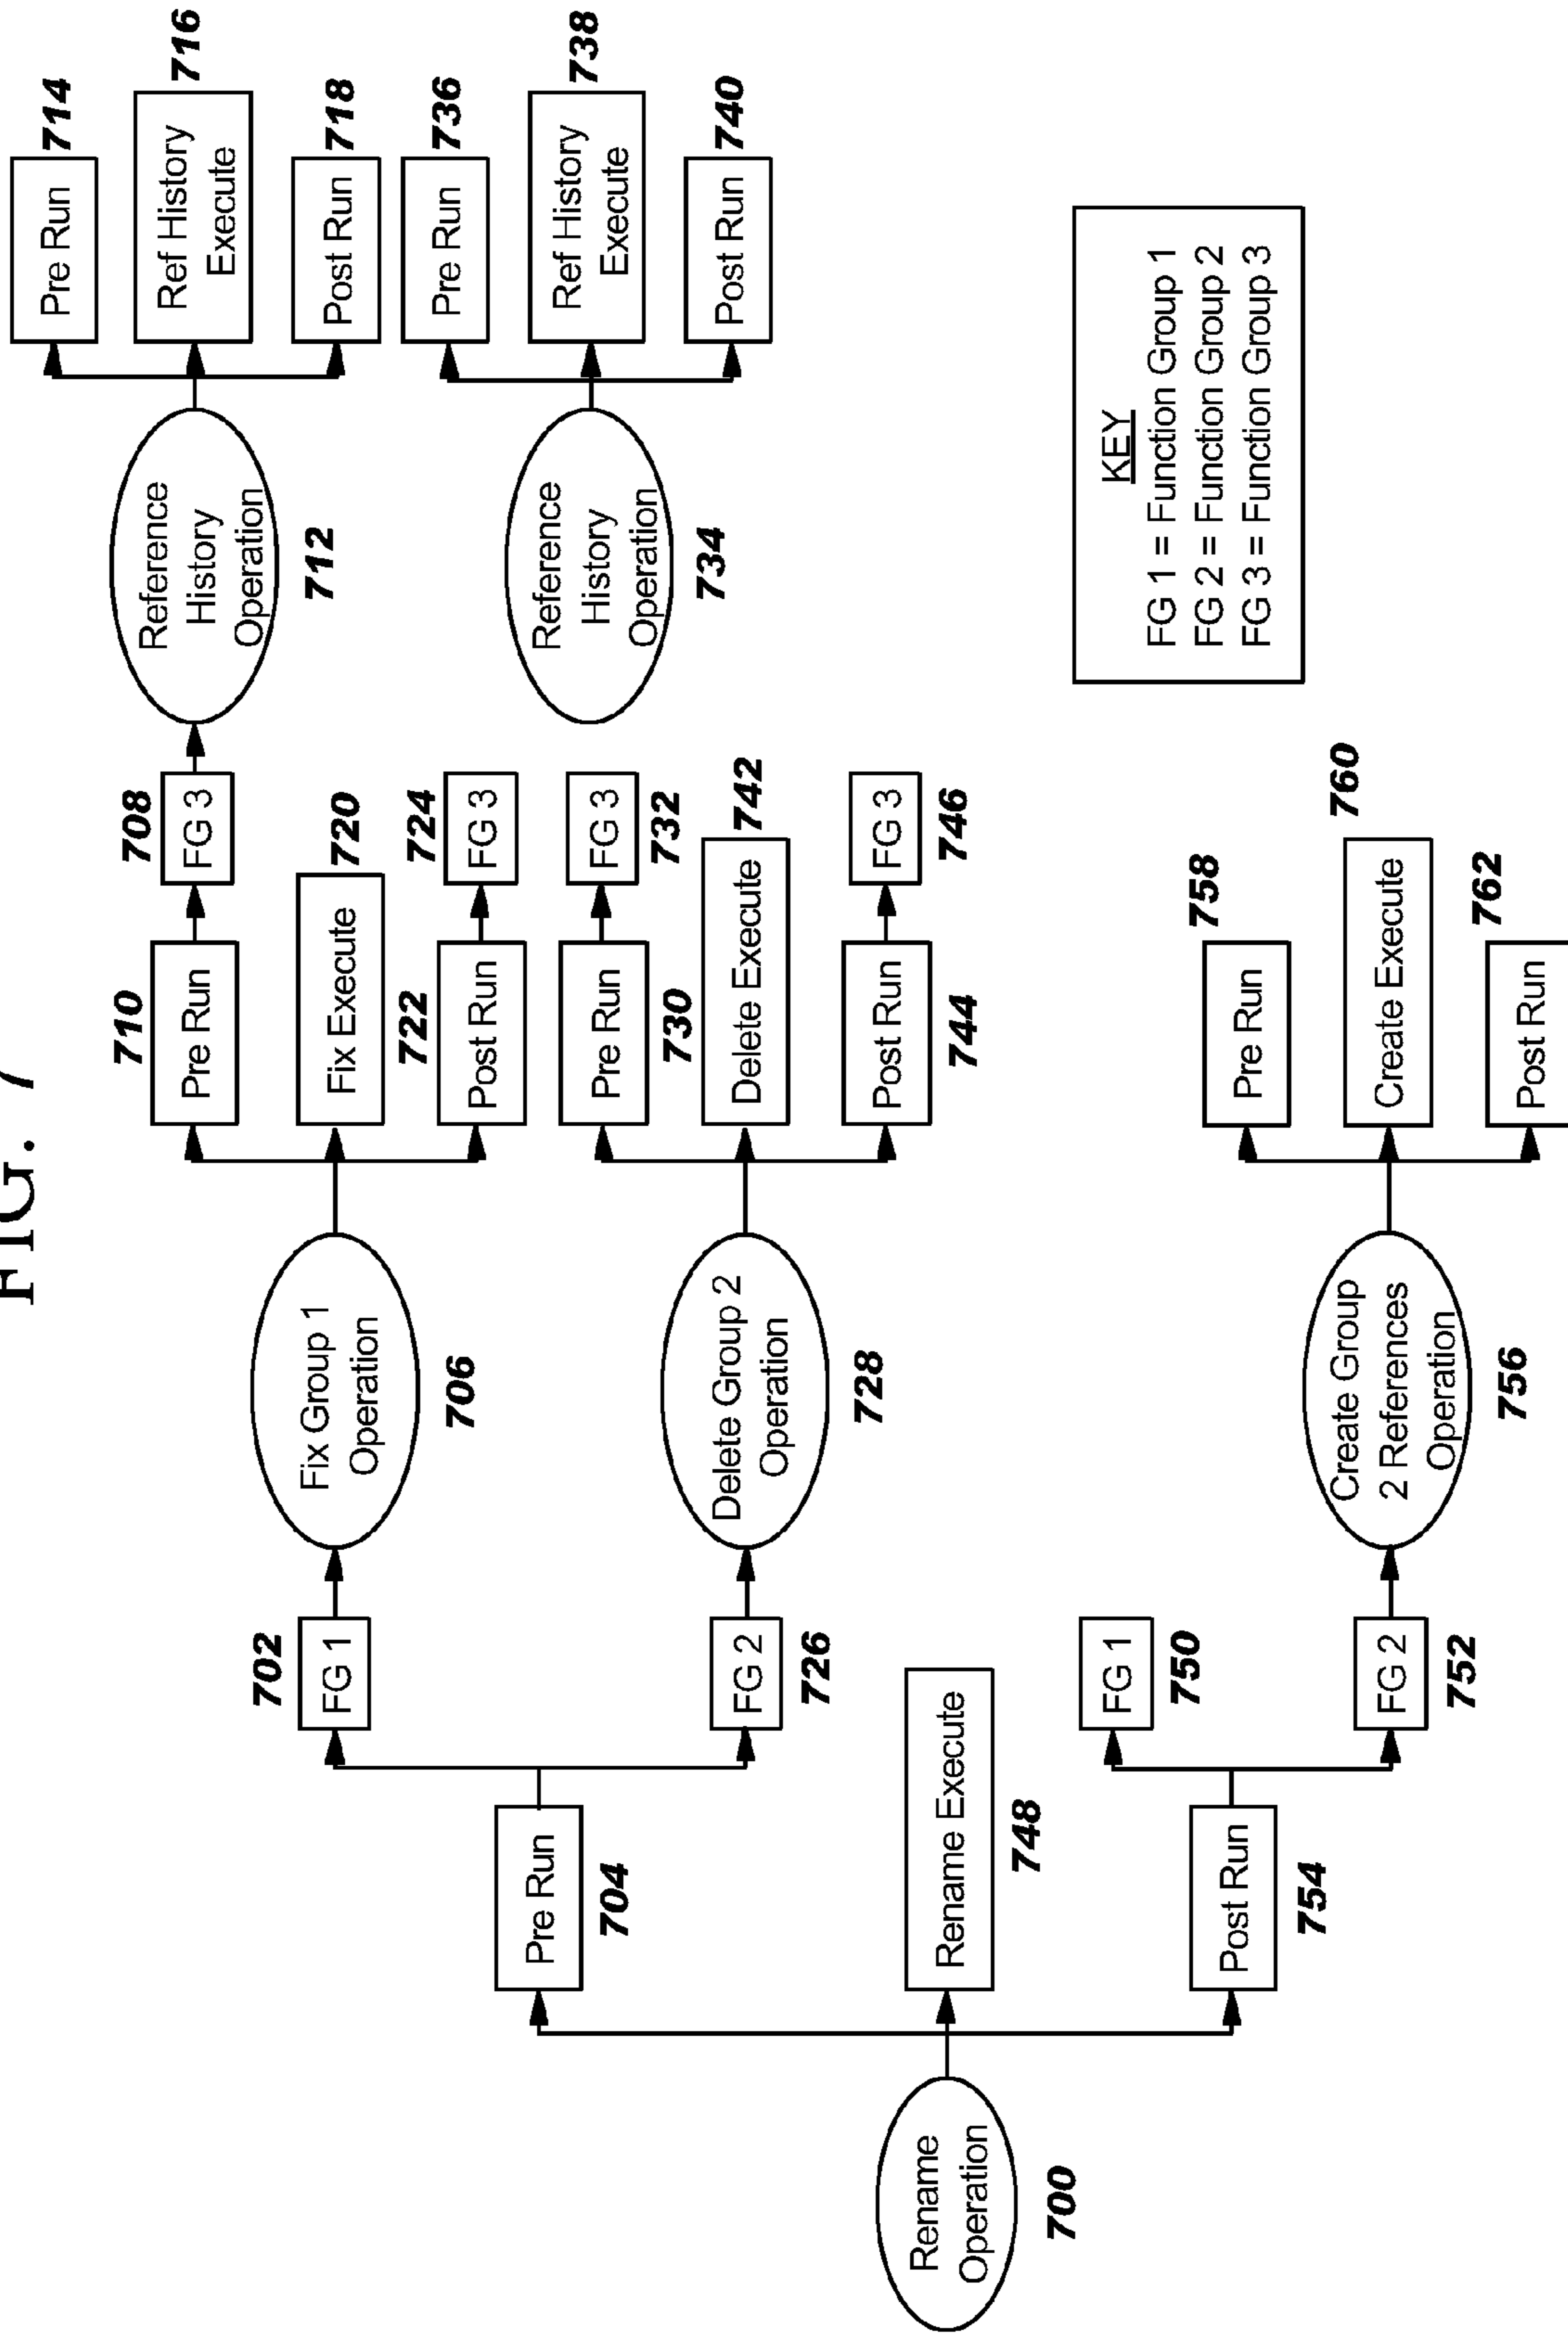 FIG. 7
Rename
Operation
700
Pre Run
704
Rename Execute
748
Post Run
754
702
FG 1
FG 2
726
FG 1
750
FG 2
752
Fix Group 1
Operation
706
Delete Group 2
Operation
728
Create Group
2 References
Operation
756
710
Pre Run
Fix Execute
720
722
Post Run
Pre Run
730
Delete Execute
742
Post Run
744
758
Pre Run
Create Execute
760
Post Run
762
708
FG 3
724
FG 3
FG 3
732
FG 3
746
Reference
History
Operation
712
Reference
History
Operation
734
Pre Run
714
Ref History
Execute
716
Post Run
718
Pre Run
736
Ref History
Execute
738
Post Run
740
KEY
FG 1 = Function Group 1
FG 2 = Function Group 2
FG 3 = Function Group 3